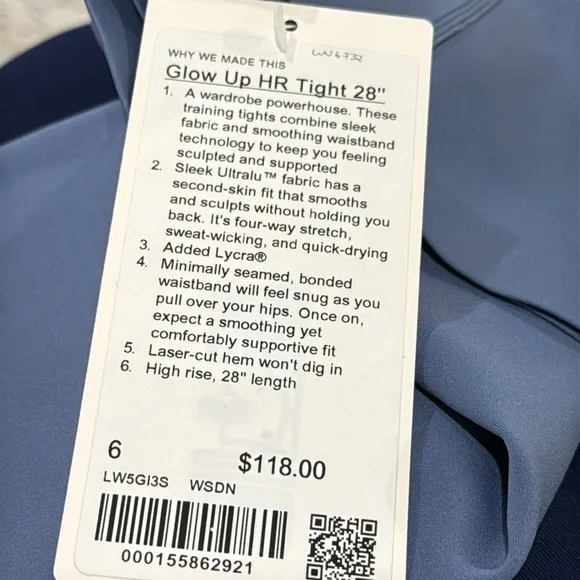 WHY WE MADE THIS
Glow Up HR Tight 28"
1. A wardrobe powerhouse. These
training tights combine sleek
fabric and smoothing waistband
technology to keep you feeling
sculpted and supported
2. Sleek Ultralu™ fabric has a
second-skin fit that smooths
and sculpts without holding you
back. It's four-way stretch,
sweat-wicking, and quick-drying
3. Added Lycra®
4. Minimally seamed, bonded
waistband will feel snug as you
pull over your hips. Once on,
expect a smoothing yet
comfortably supportive fit
5. Laser-cut hem won't dig in
6. High rise, 28" length
6
$118.00
LW5GI3S WSDN
000155862921